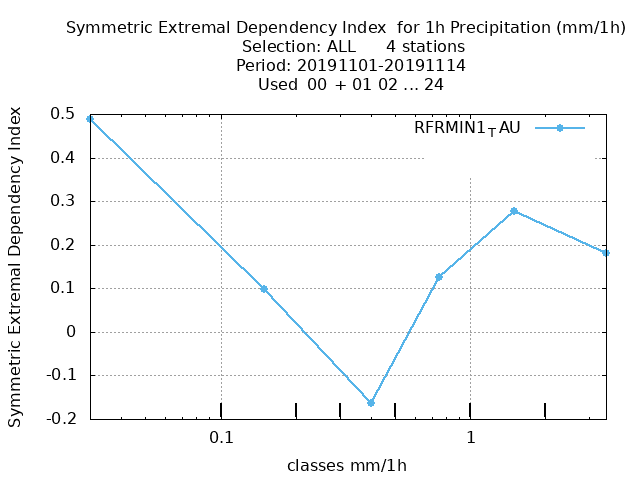 Symmetric Extremal Dependency Index  for 1h Precipitation (mm/1h)
Selection: ALL      4 stations
Period: 20191101-20191114
Used  00 + 01 02 ... 24
RFRMIN1_TAU
Symmetric Extremal Dependency Index
0.5
0.4
0.3
0.2
0.1
0
-0.1
-0.2
0.1 1
classes mm/1h